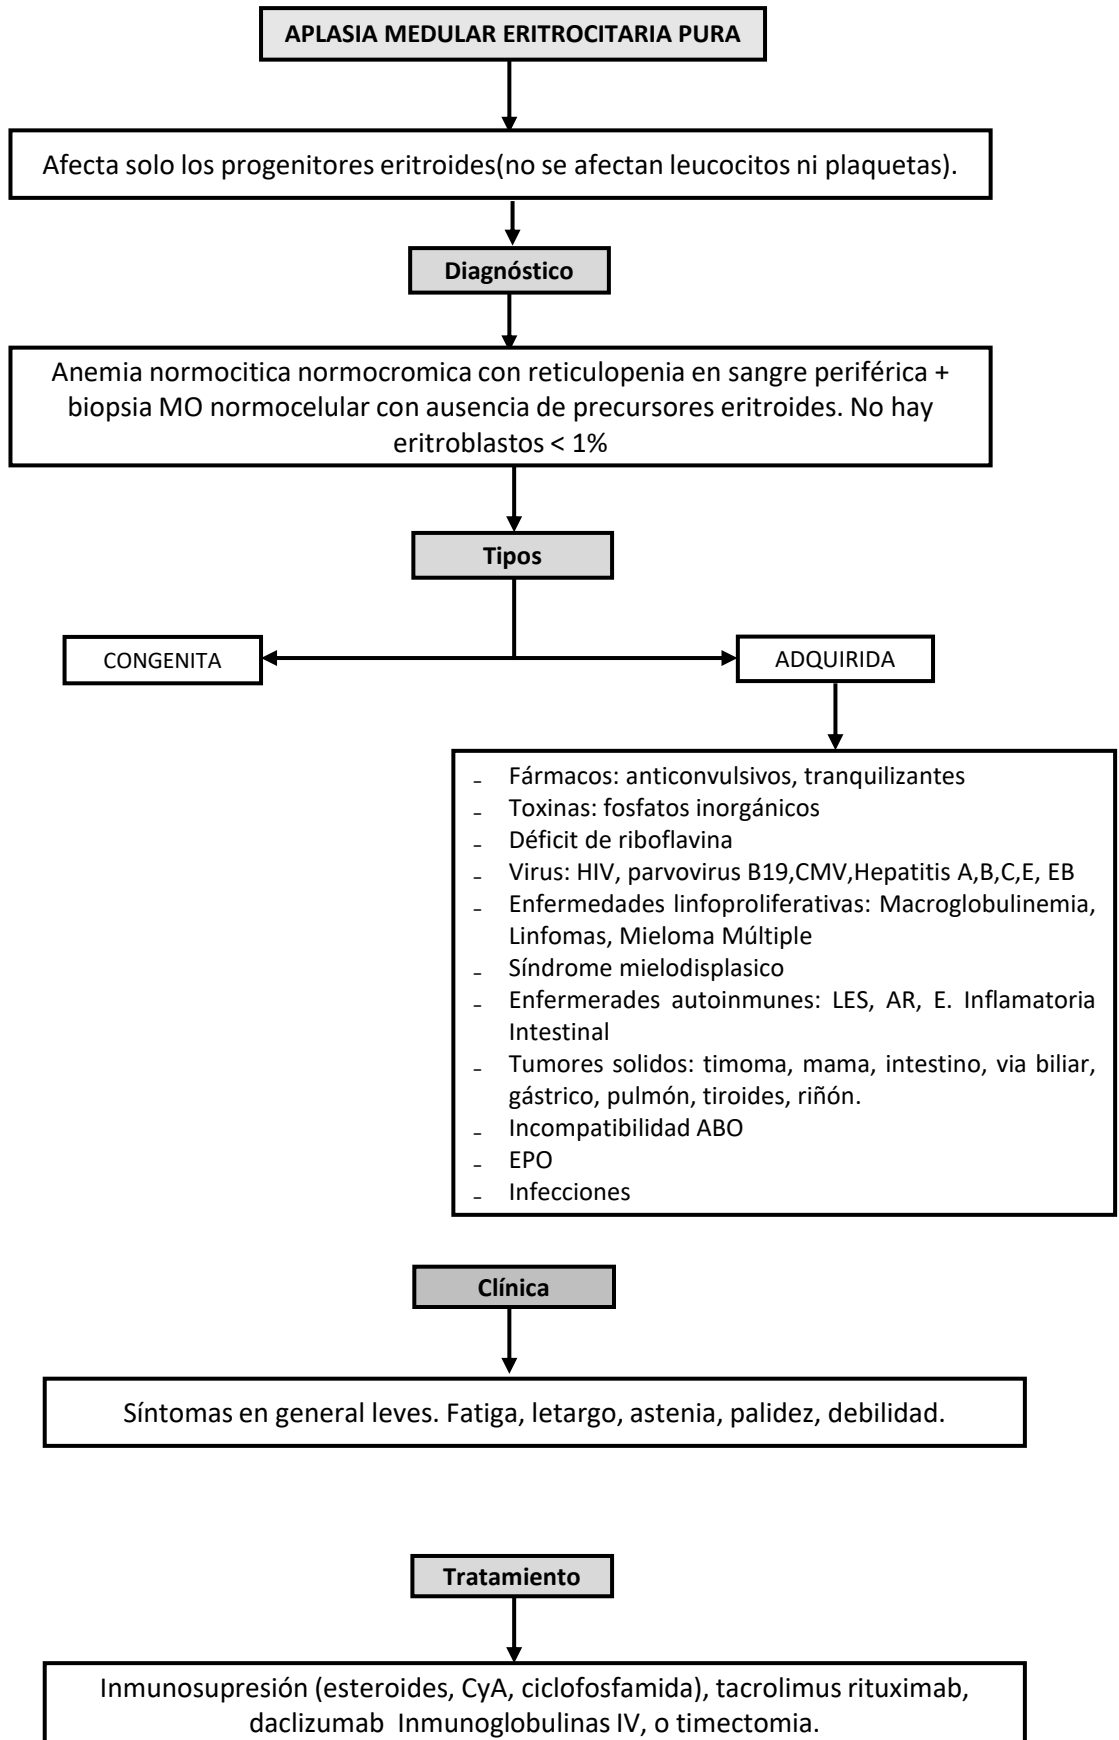 APLASIA MEDULAR ERITROCITARIA PURA
Afecta solo los progenitores eritroides(no se afectan leucocitos ni plaquetas).
Diagnóstico
Anemia normocitica normocromica con reticulopenia en sangre periférica +
biopsia MO normocelular con ausencia de precursores eritroides. No hay
eritroblastos < 1%
Tipos
CONGENITA
ADQUIRIDA
- Fármacos: anticonvulsivos, tranquilizantes
- Toxinas: fosfatos inorgánicos
- Déficit de riboflavina
- Virus: HIV, parvovirus B19,CMV,Hepatitis A,B,C,E, EB
- Enfermedades linfoproliferativas: Macroglobulinemia,
Linfomas, Mieloma Múltiple
- Síndrome mielodisplasico
- Enfermerades autoinmunes: LES, AR, E. Inflamatoria
Intestinal
- Tumores solidos: timoma, mama, intestino, via biliar,
gástrico, pulmón, tiroides, riñón.
- Incompatibilidad ABO
- EPO
- Infecciones
Clínica
Síntomas en general leves. Fatiga, letargo, astenia, palidez, debilidad.
Tratamiento
Inmunosupresión (esteroides, CyA, ciclofosfamida), tacrolimus rituximab,
daclizumab Inmunoglobulinas IV, o timectomia.